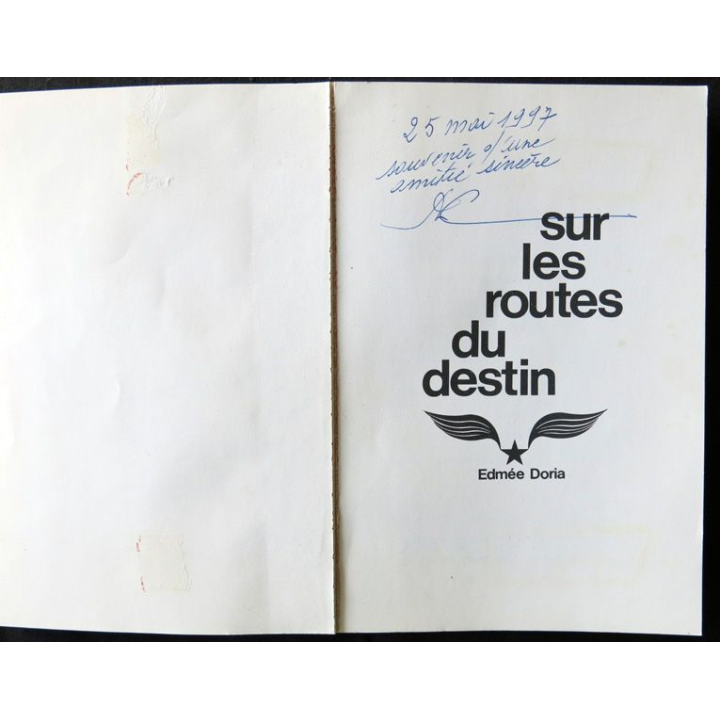 25 mai 1997
souvenir d'une
amitié sincère
sur
les
routes
du
destin
Edmée Doria